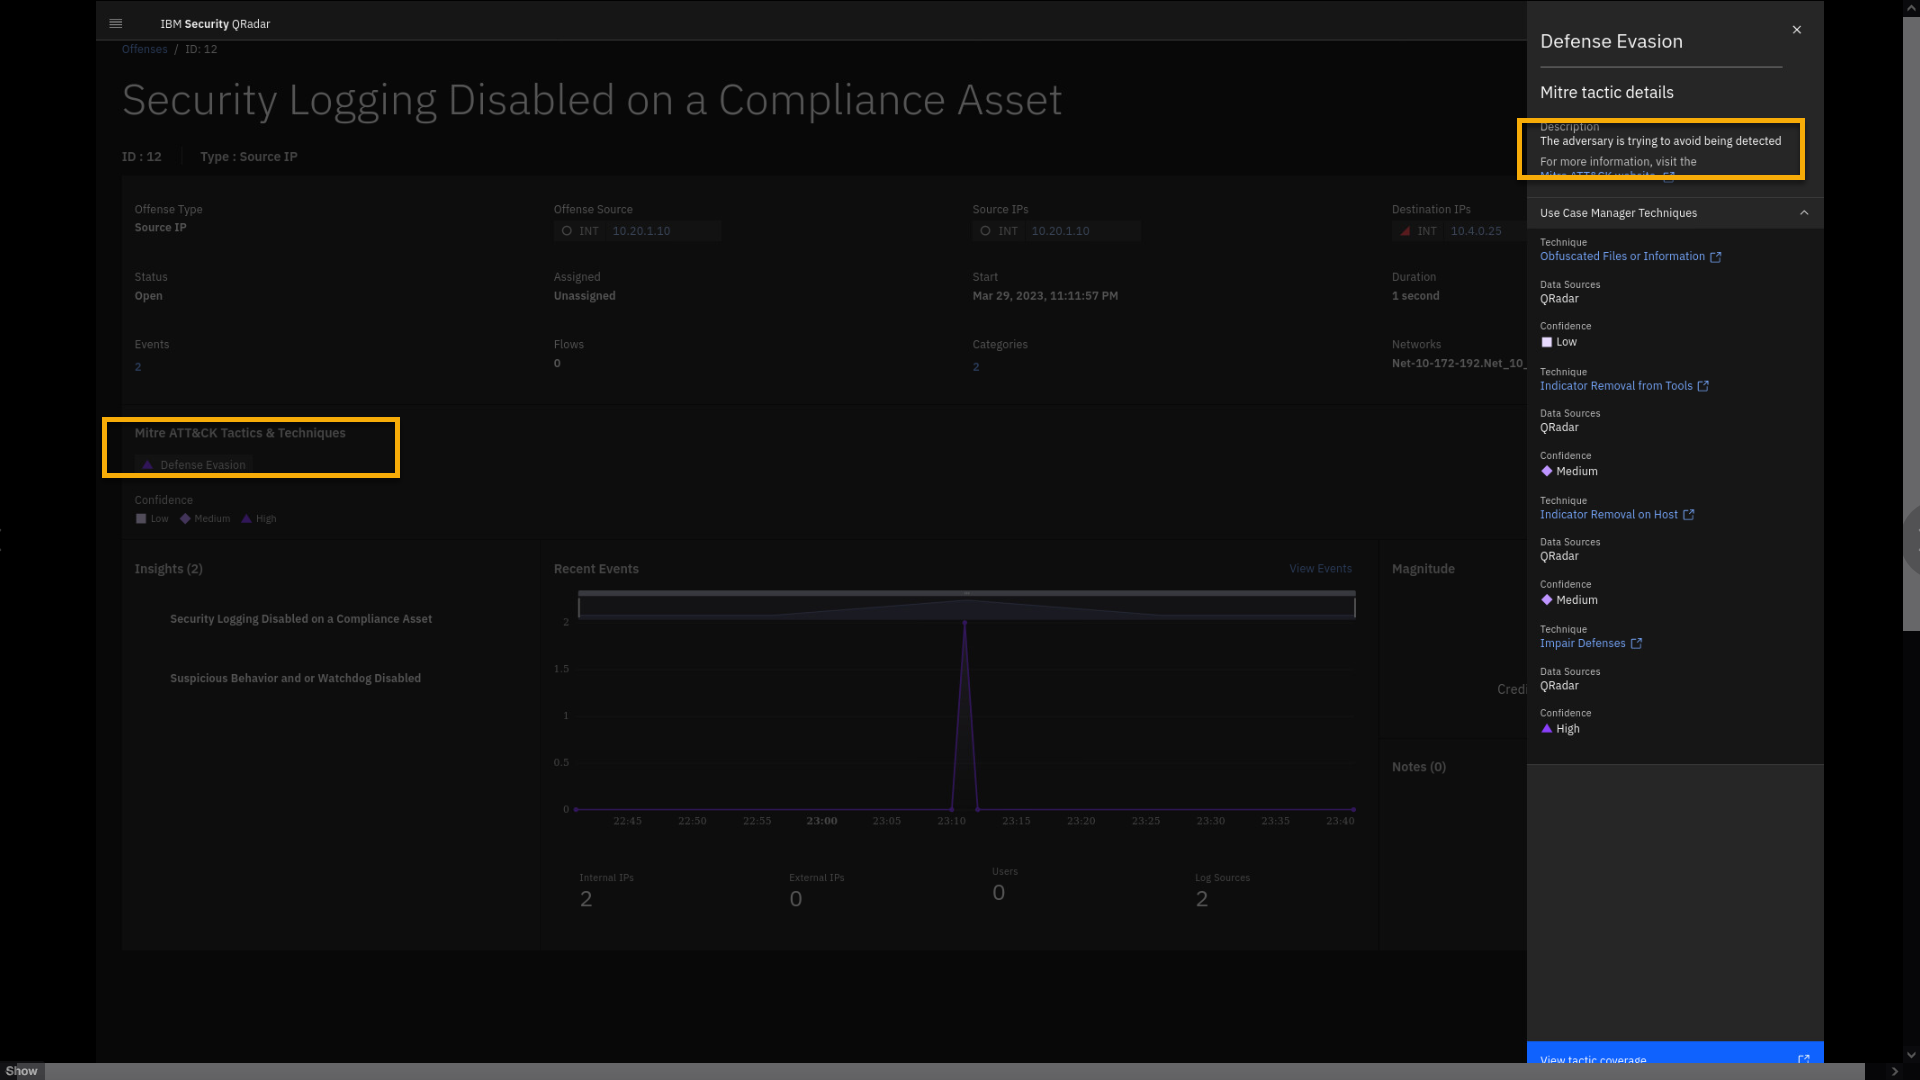 IBM Security QRadar
Offenses / ID: 12
Security Logging Disabled on a Compliance Asset
ID : 12
Type : Source IP
Offense Type
Source IP
Offense Source
INT 10.20.1.10
Source IPs
INT 10.20.1.10
Destination IPs
INT 10.4.0.25
Status
Open
Assigned
Unassigned
Start
Mar 29, 2023, 11:11:57 PM
Duration
1 second
Events
2
Flows
0
Categories
2
Networks
Net-10-172-192.Net_10_
Mitre ATT&CK Tactics & Techniques
Defense Evasion
Confidence
Low Medium High
Insights (2)
Security Logging Disabled on a Compliance Asset
Suspicious Behavior and or Watchdog Disabled
Recent Events
View Events
2
1.5
1
0.5
0
22:45 22:50 22:55 23:00 23:05 23:10 23:15 23:20 23:25 23:30 23:35 23:40
Internal IPs
2
External IPs
0
Users
0
Log Sources
2
Magnitude
Credi
Notes (0)
Defense Evasion
Mitre tactic details
Description
The adversary is trying to avoid being detected
For more information, visit the
Mitre ATT&CK website
Use Case Manager Techniques
Technique
Obfuscated Files or Information
Data Sources
QRadar
Confidence
Low
Technique
Indicator Removal from Tools
Data Sources
QRadar
Confidence
Medium
Technique
Indicator Removal on Host
Data Sources
QRadar
Confidence
Medium
Technique
Impair Defenses
Data Sources
QRadar
Confidence
High
View tactic coverage
Show